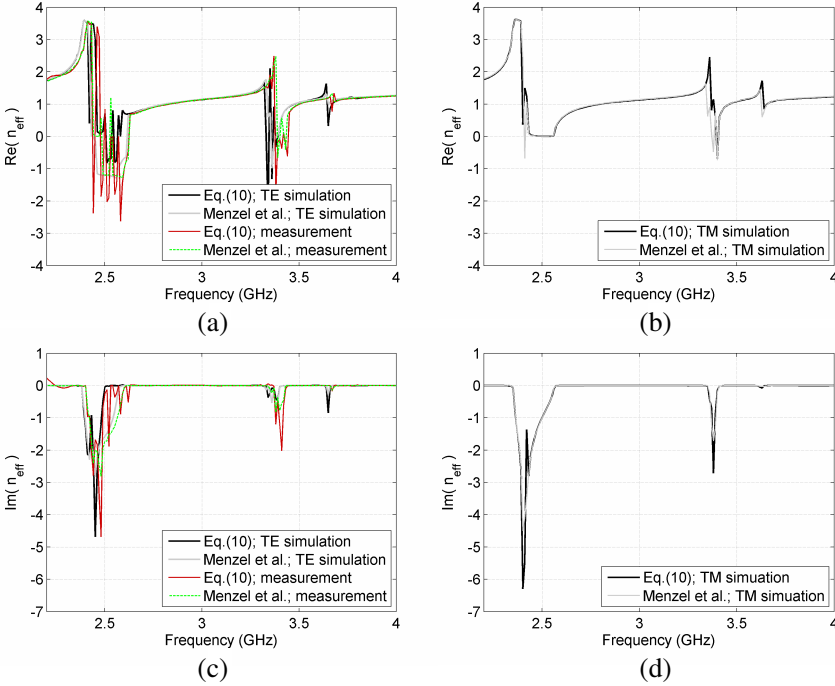 4
3
2
1
0
-1
-2
-3
-4
Re( n_eff )
2.5
3
3.5
4
Frequency (GHz)
Eq.(10); TE simulation
Menzel et al.; TE simulation
Eq.(10); measurement
Menzel et al.; measurement
(a)
4
3
2
1
0
-1
-2
-3
-4
Re( n_eff )
2.5
3
3.5
4
Frequency (GHz)
Eq.(10); TM simulation
Menzel et al.; TM simulation
(b)
1
0
-1
-2
-3
-4
-5
-6
-7
Im( n_eff )
2.5
3
3.5
4
Frequency (GHz)
Eq.(10); TE simulation
Menzel et al.; TE simulation
Eq.(10); measurement
Menzel et al.; measurement
(c)
1
0
-1
-2
-3
-4
-5
-6
-7
Im( n_eff )
2.5
3
3.5
4
Frequency (GHz)
Eq.(10); TM simuation
Menzel et al.; TM simuation
(d)